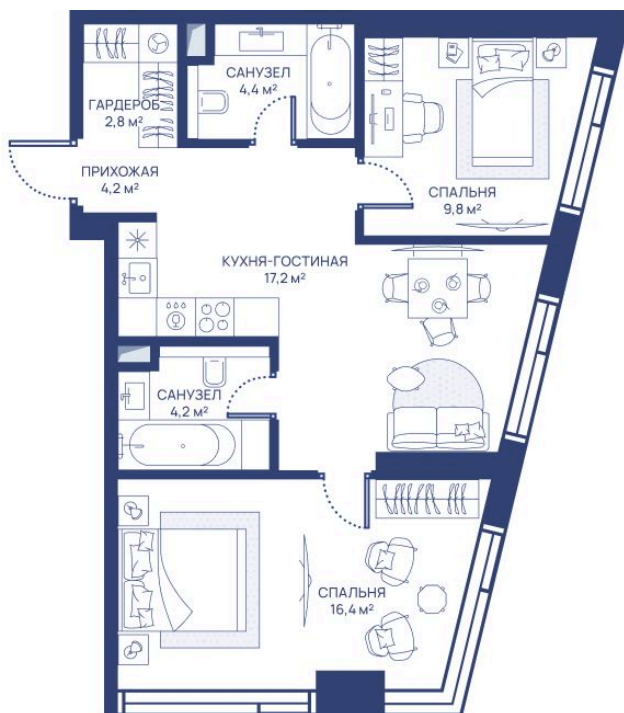 САНУЗЕЛ
4,4 м²
ГАРДЕРОБ
2,8 м²
ПРИХОЖАЯ
4,2 м²
СПАЛЬНЯ
9,8 м²
КУХНЯ-ГОСТИНАЯ
17,2 м²
САНУЗЕЛ
4,2 м²
СПАЛЬНЯ
16,4 м²